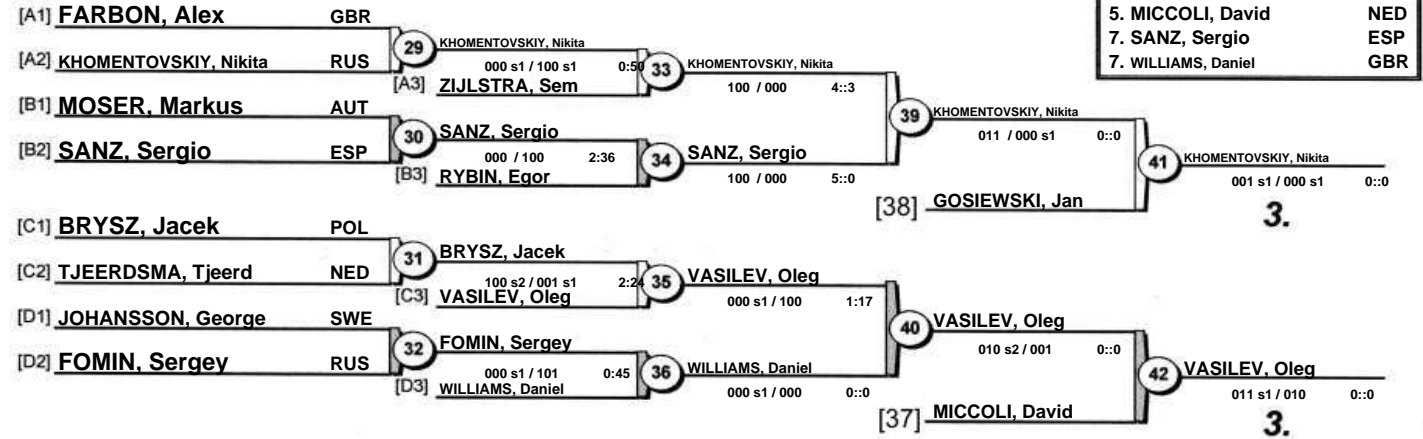 [A1] FARBON, Alex GBR
[A2] KHOMENTOVSKIY, Nikita RUS
29
KHOMENTOVSKIY, Nikita
000 s1 / 100 s1 0:50
[A3] ZIJLSTRA, Sem
33
KHOMENTOVSKIY, Nikita
100 / 000 4::3
[B1] MOSER, Markus AUT
[B2] SANZ, Sergio ESP
30
SANZ, Sergio
000 / 100 2:36
[B3] RYBIN, Egor
34
SANZ, Sergio
100 / 000 5::0
39
KHOMENTOVSKIY, Nikita
011 / 000 s1 0::0
[38] GOSIEWSKI, Jan
41
KHOMENTOVSKIY, Nikita
001 s1 / 000 s1 0::0
3.
[C1] BRYSZ, Jacek POL
[C2] TJEERDSMA, Tjeerd NED
31
BRYSZ, Jacek
100 s2 / 001 s1 2:24
[C3] VASILEV, Oleg
35
VASILEV, Oleg
000 s1 / 100 1:17
[D1] JOHANSSON, George SWE
[D2] FOMIN, Sergey RUS
32
FOMIN, Sergey
000 s1 / 101 0:45
[D3] WILLIAMS, Daniel
36
WILLIAMS, Daniel
000 s1 / 000 0::0
40
VASILEV, Oleg
010 s2 / 001 0::0
[37] MICCOLI, David
42
VASILEV, Oleg
011 s1 / 010 0::0
3.
5. MICCOLI, David NED
7. SANZ, Sergio ESP
7. WILLIAMS, Daniel GBR